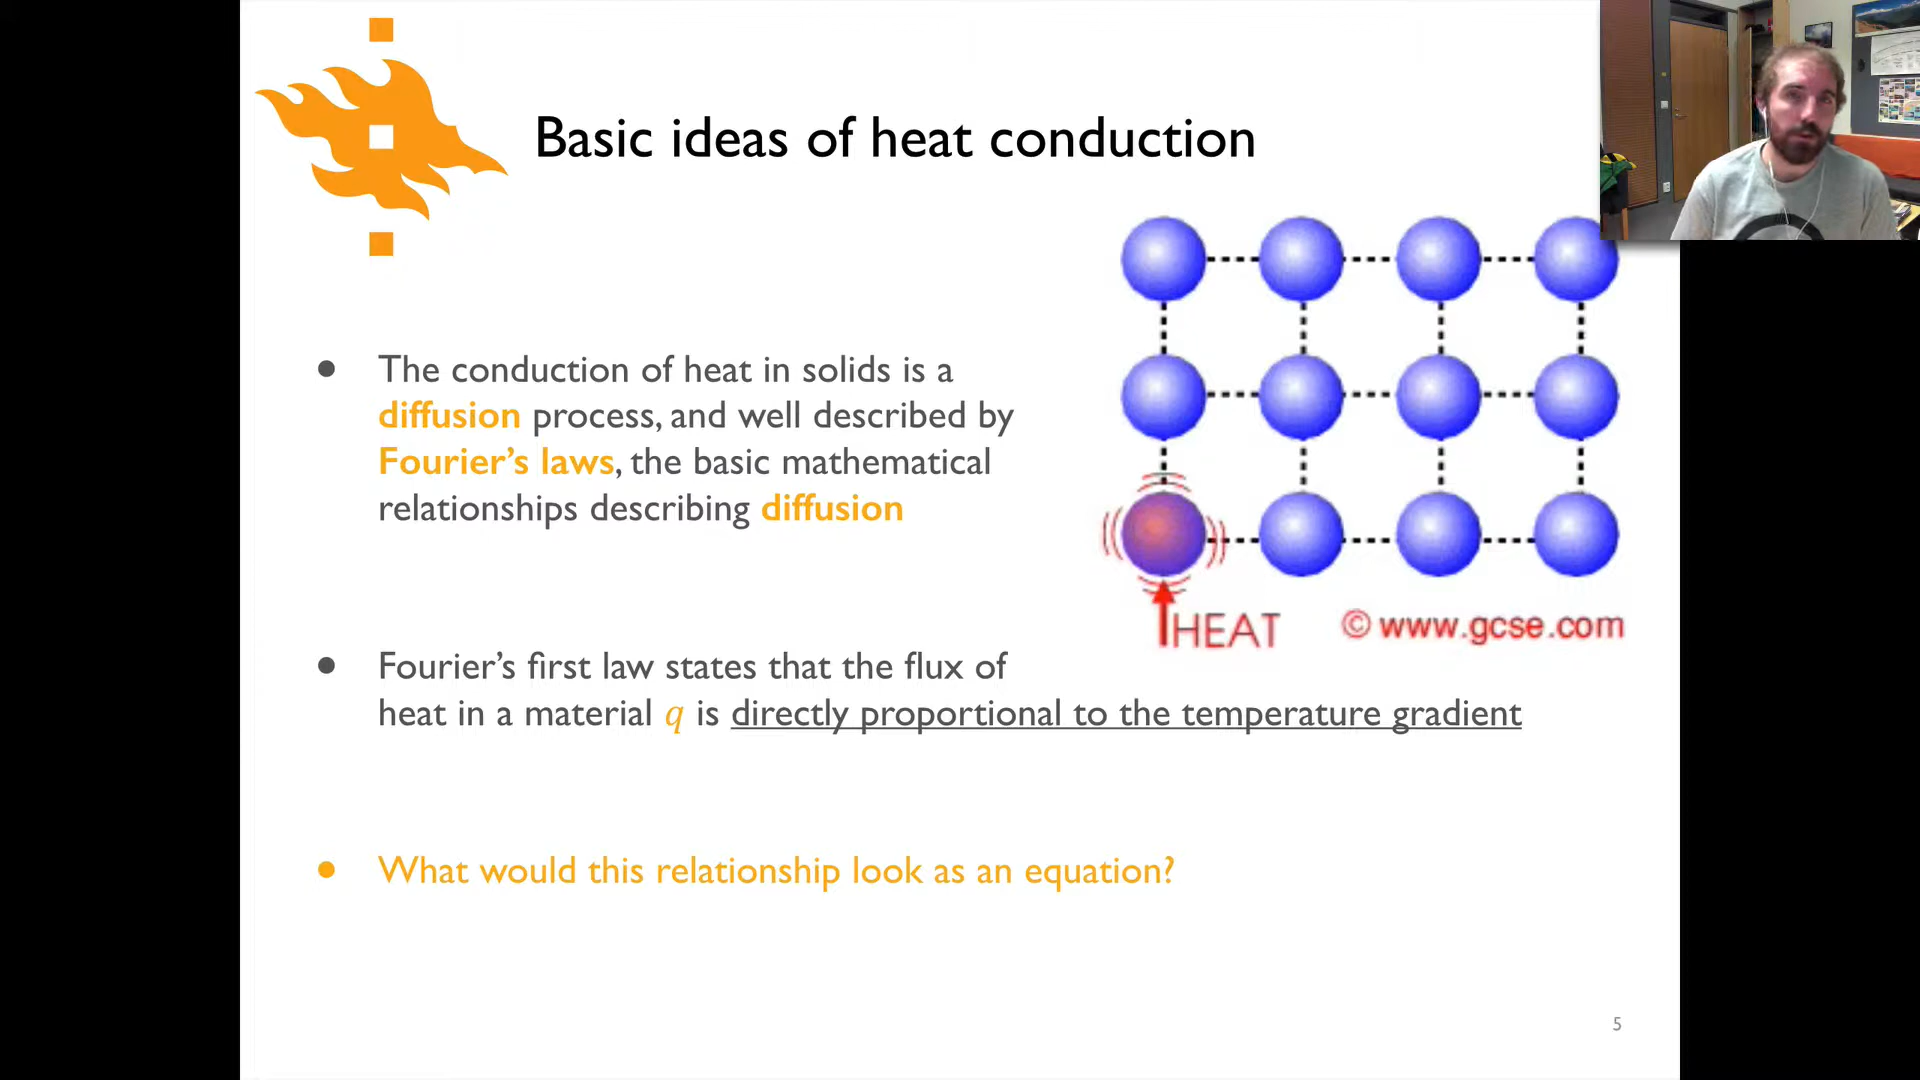 Basic ideas of heat conduction
• The conduction of heat in solids is a
diffusion process, and well described by
Fourier’s laws, the basic mathematical
relationships describing diffusion
HEAT © www.gcse.com
• Fourier’s first law states that the flux of
heat in a material q is directly proportional to the temperature gradient
• What would this relationship look as an equation?
5